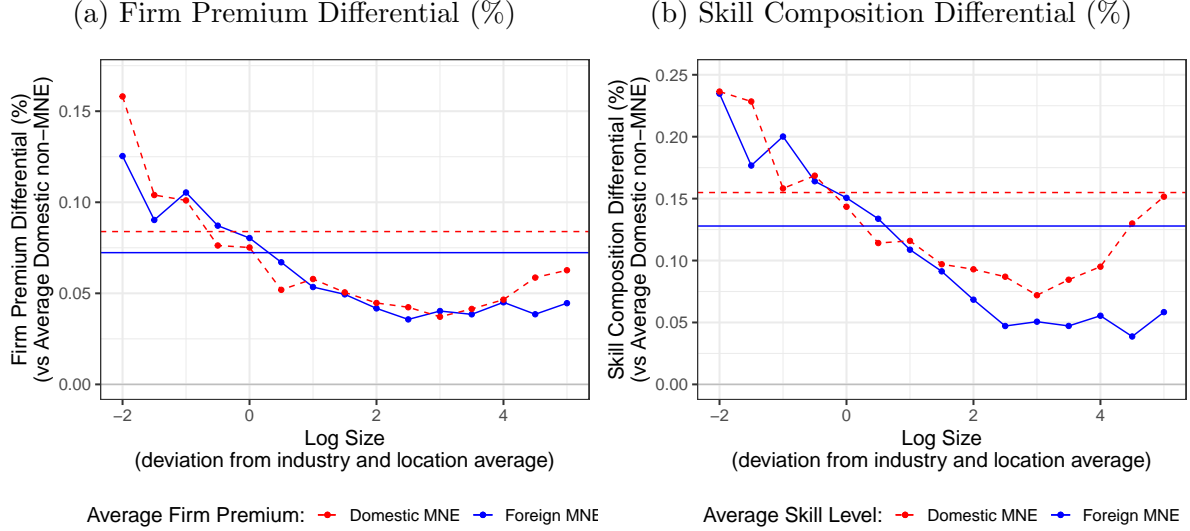 (a) Firm Premium Differential (%)
Firm Premium Differential (%)
(vs Average Domestic non−MNE)
0.15
0.10
0.05
0.00
−2
0
2
4
Log Size
(deviation from industry and location average)
Average Firm Premium: Domestic MNE Foreign MNE
(b) Skill Composition Differential (%)
Skill Composition Differential (%)
(vs Average Domestic non−MNE)
0.25
0.20
0.15
0.10
0.05
0.00
−2
0
2
4
Log Size
(deviation from industry and location average)
Average Skill Level: Domestic MNE Foreign MNE